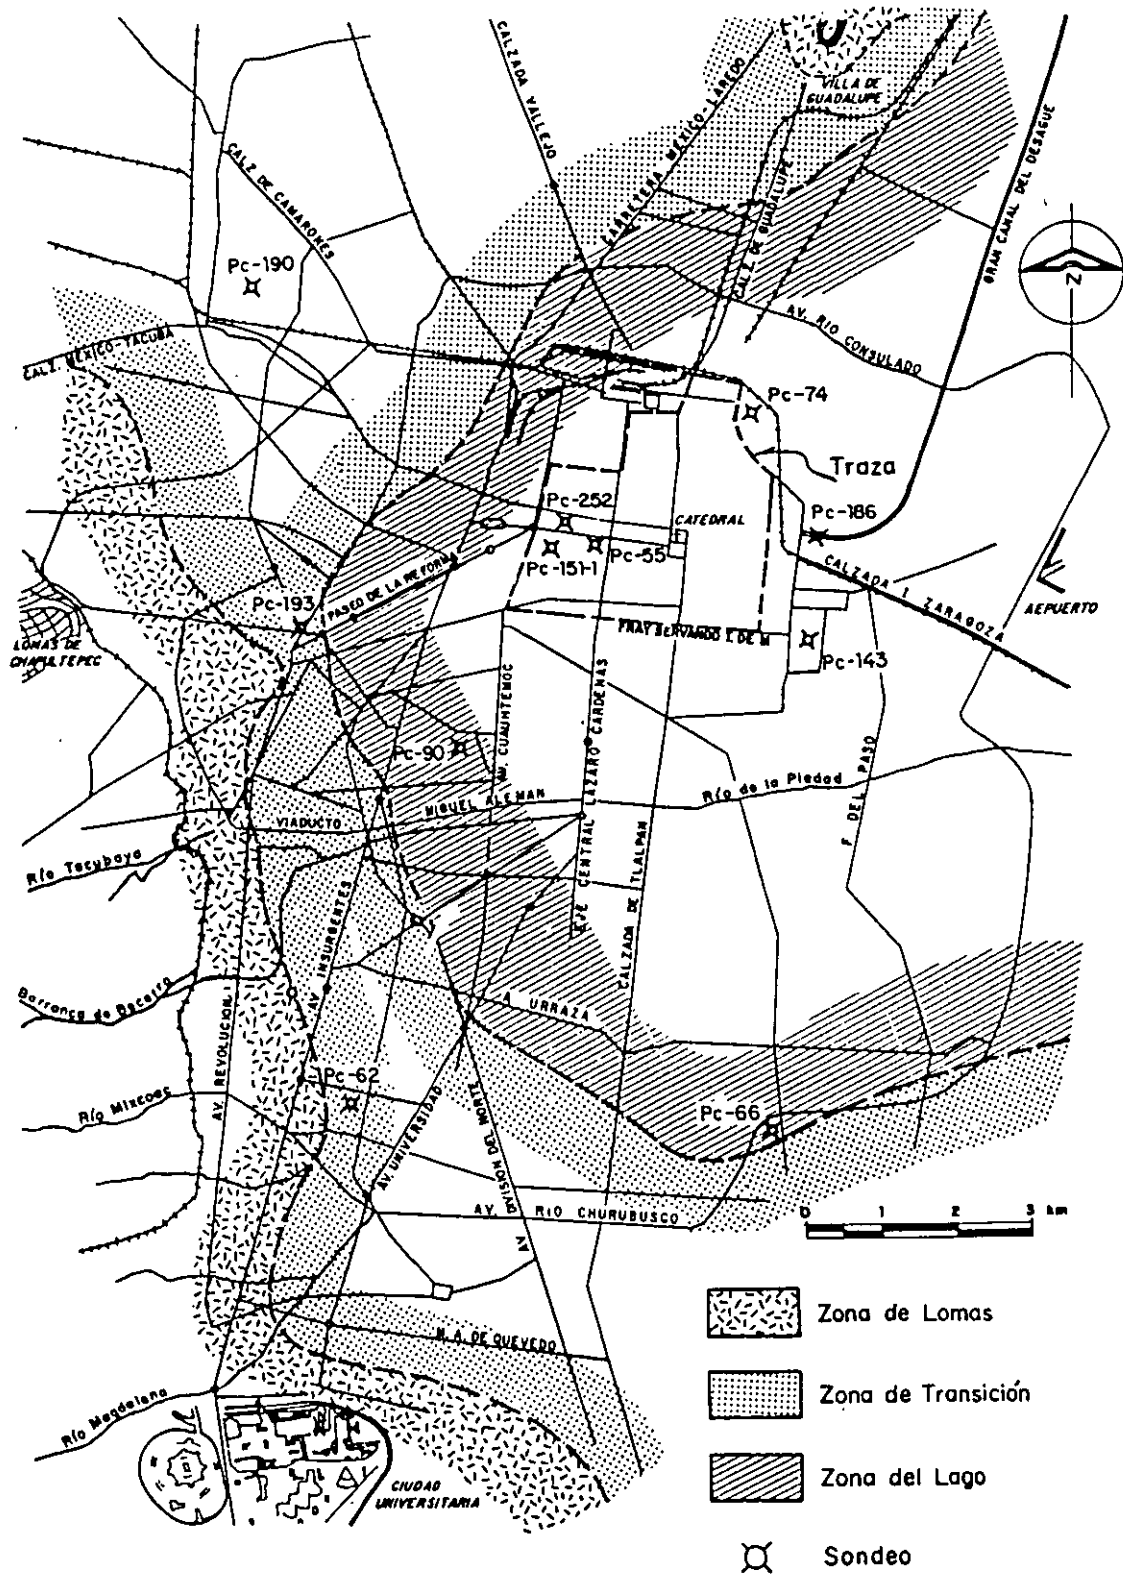 CALZADA VALLEJO
CARRETERA MEXICO-LAREDO
VILLA DE
GUADALUPE
CALZ. DE GUADALUPE
GRAN CANAL DEL DESAGUE
CALZ. DE CAMARONES
Pc-190
Z
AV. RIO CONSULADO
CALZ. MEXICO-TACUBA
Pc-74
Traza
Pc-252
CATEDRAL
Pc-186
Pc-55
Pc-151-1
PASEO DE LA REFORMA
CALZADA I. ZARAGOZA
AEPUERTO
Pc-193
LOMAS DE
CHAPULTEPEC
FRAY SERVANDO T. DE M
Pc-143
AV. CUAUHTEMOC
EJE CENTRAL LAZARO CARDENAS
CALZADA DE TLALPAN
Pc-90
F DEL PASO
Río de la Piedad
VIADUCTO MIGUEL ALEMAN
Río Tacubaya
AV. INSURGENTES
Barranca de Becerra
AV. REVOLUCION
A. URRAZA
Pc-62
Río Mixcoac
AV. UNIVERSIDAD
AV DIVISION DEL NORTE
Pc-66
AV. RIO CHURUBUSCO
0 1 2 3 km
Zona de Lomas
M. A. DE QUEVEDO
Zona de Transición
Río Magdalena
CIUDAD
UNIVERSITARIA
Zona del Lago
Sondeo